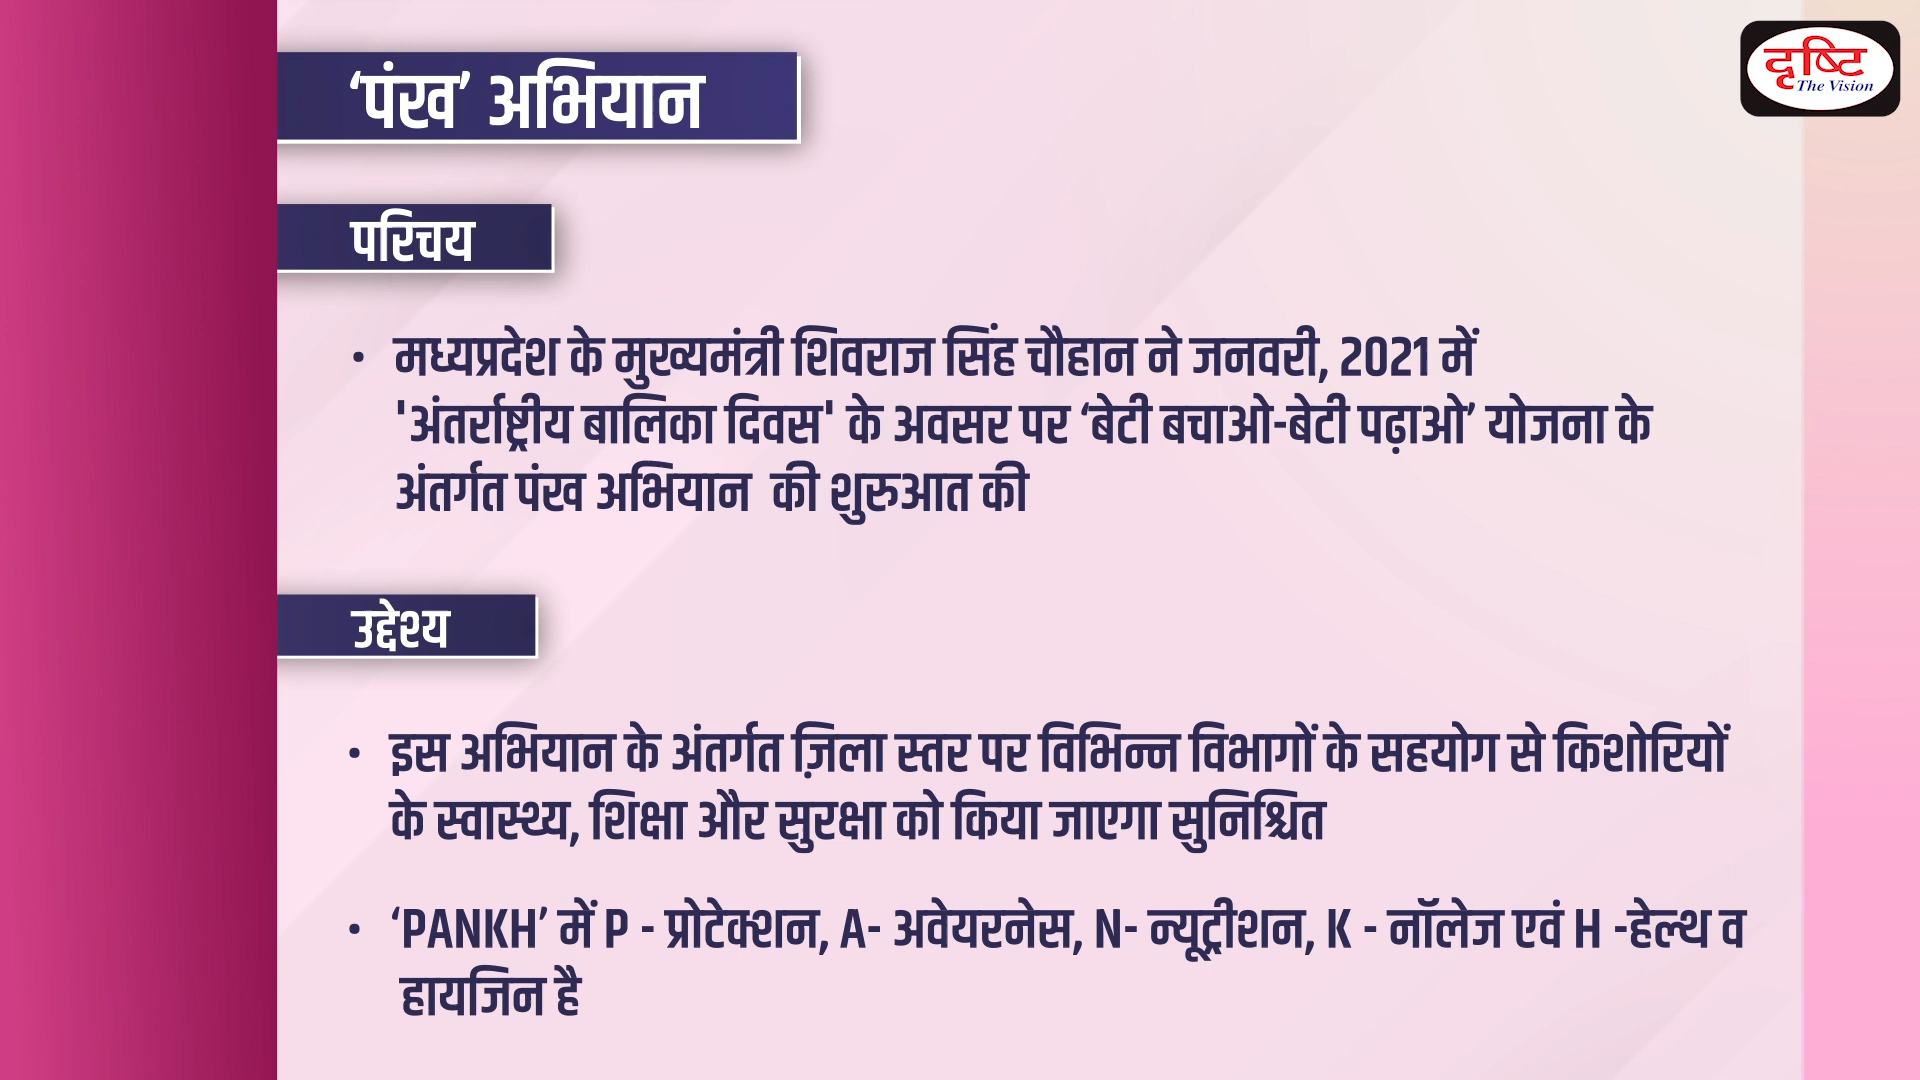 ‘पंख’ अभियान
दृष्टि
The Vision
परिचय
• मध्यप्रदेश के मुख्यमंत्री शिवराज सिंह चौहान ने जनवरी, 2021 में
'अंतर्राष्ट्रीय बालिका दिवस' के अवसर पर ‘बेटी बचाओ-बेटी पढ़ाओ’ योजना के
अंतर्गत पंख अभियान की शुरुआत की
उद्देश्य
• इस अभियान के अंतर्गत ज़िला स्तर पर विभिन्न विभागों के सहयोग से किशोरियों
के स्वास्थ्य, शिक्षा और सुरक्षा को किया जाएगा सुनिश्चित
• ‘PANKH’ में P - प्रोटेक्शन, A- अवेयरनेस, N- न्यूट्रीशन, K - नॉलेज एवं H -हेल्थ व
हायजिन है